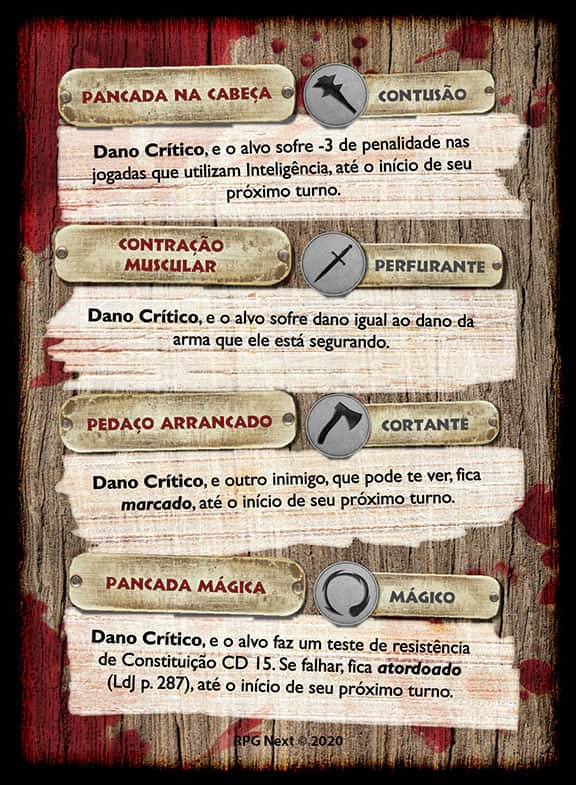 PANCADA NA CABEÇA
CONTUSÃO
Dano Crítico, e o alvo sofre -3 de penalidade nas
jogadas que utilizam Inteligência, até o início de seu
próximo turno.
CONTRAÇÃO
MUSCULAR
PERFURANTE
Dano Crítico, e o alvo sofre dano igual ao dano da
arma que ele está segurando.
PEDAÇO ARRANCADO
CORTANTE
Dano Crítico, e outro inimigo, que pode te ver, fica
marcado, até o início de seu próximo turno.
PANCADA MÁGICA
MÁGICO
Dano Crítico, e o alvo faz um teste de resistência
de Constituição CD 15. Se falhar, fica atordoado
(LdJ p. 287), até o início de seu próximo turno.
RPG Next © 2020